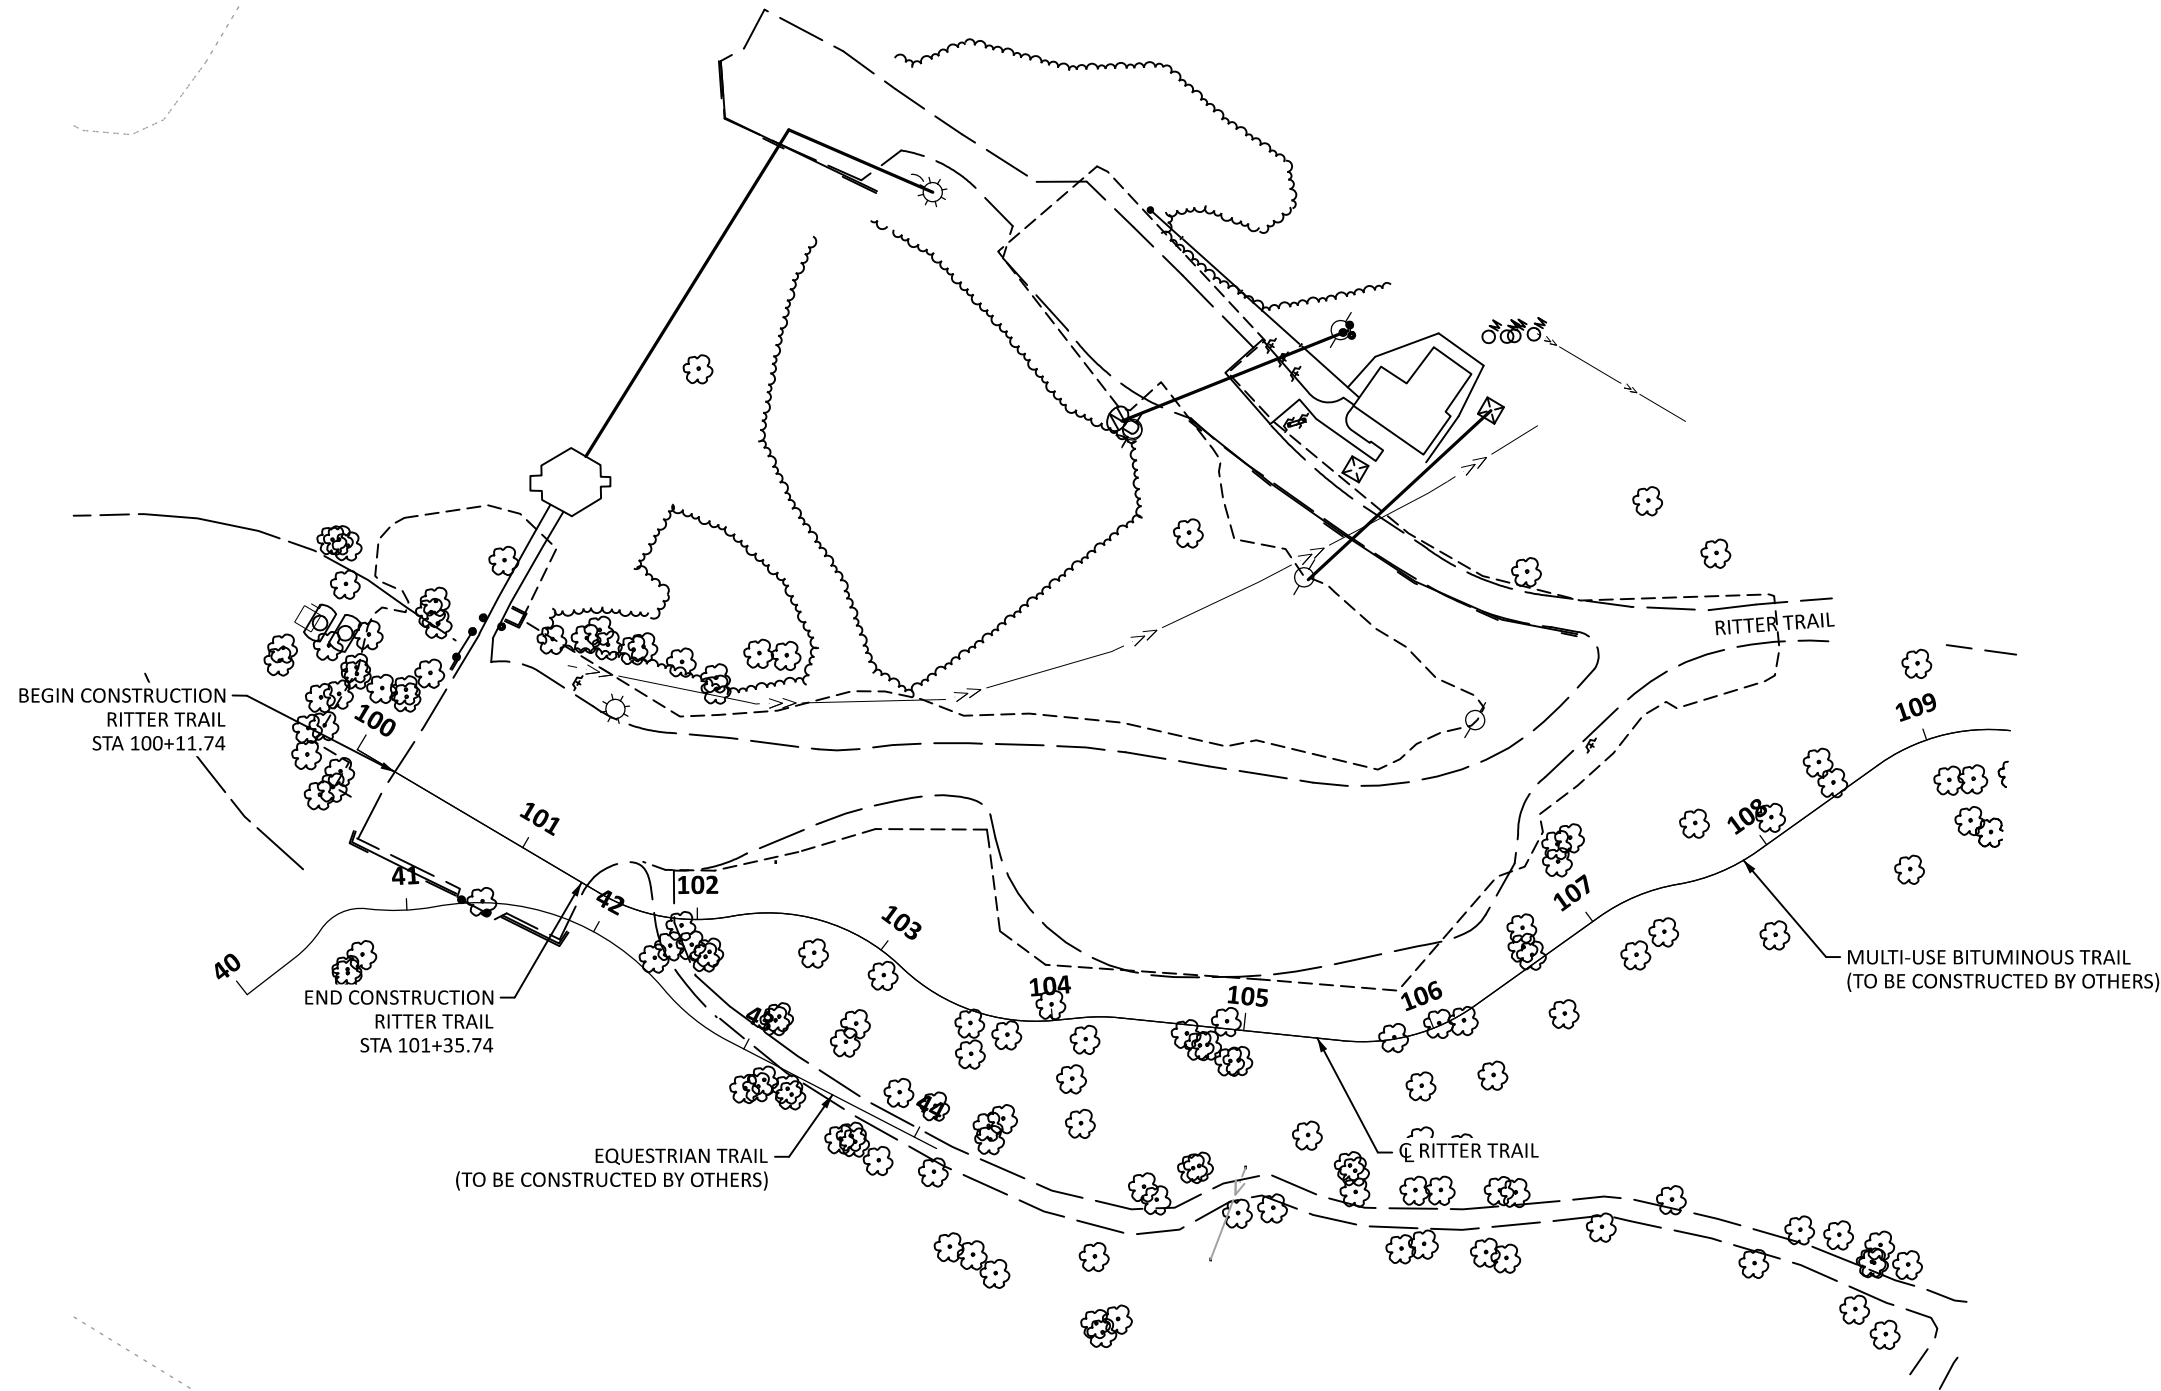 RITTER TRAIL
BEGIN CONSTRUCTION
RITTER TRAIL
STA 100+11.74
100
101
102
103
104
105
106
107
108
109
40
41
42
43
44
END CONSTRUCTION
RITTER TRAIL
STA 101+35.74
MULTI-USE BITUMINOUS TRAIL
(TO BE CONSTRUCTED BY OTHERS)
EQUESTRIAN TRAIL
(TO BE CONSTRUCTED BY OTHERS)
℄ RITTER TRAIL
M
M
M
M